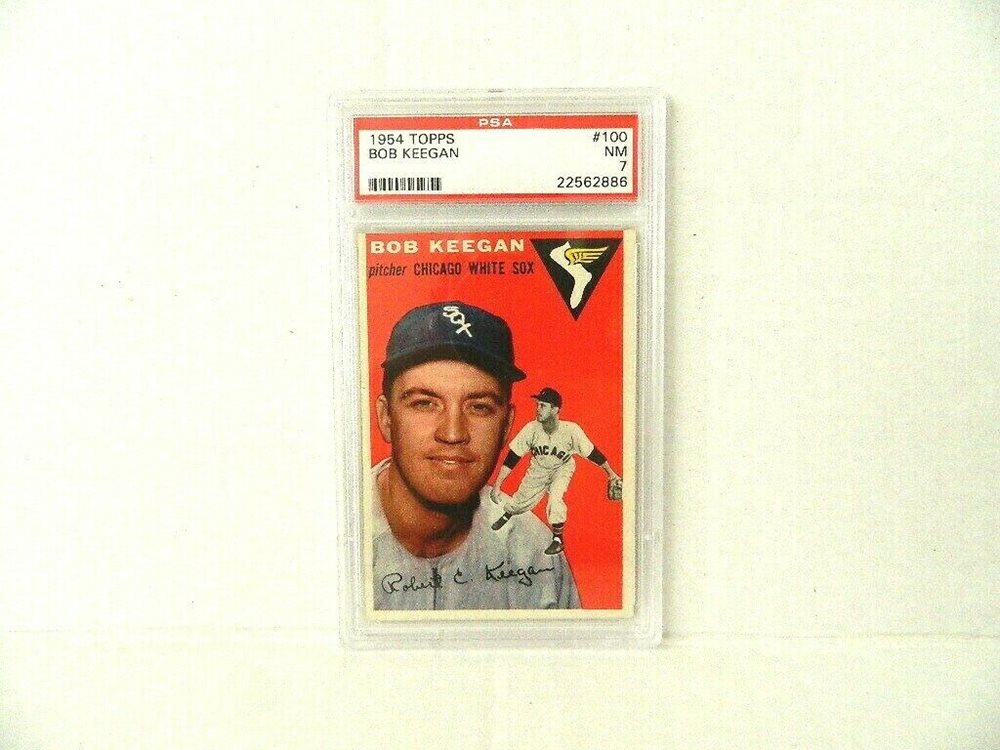 PSA
1954 TOPPS #100
BOB KEEGAN NM
7
22562886
BOB KEEGAN
pitcher CHICAGO WHITE SOX
SOX
CHICAGO
Robert C. Keegan